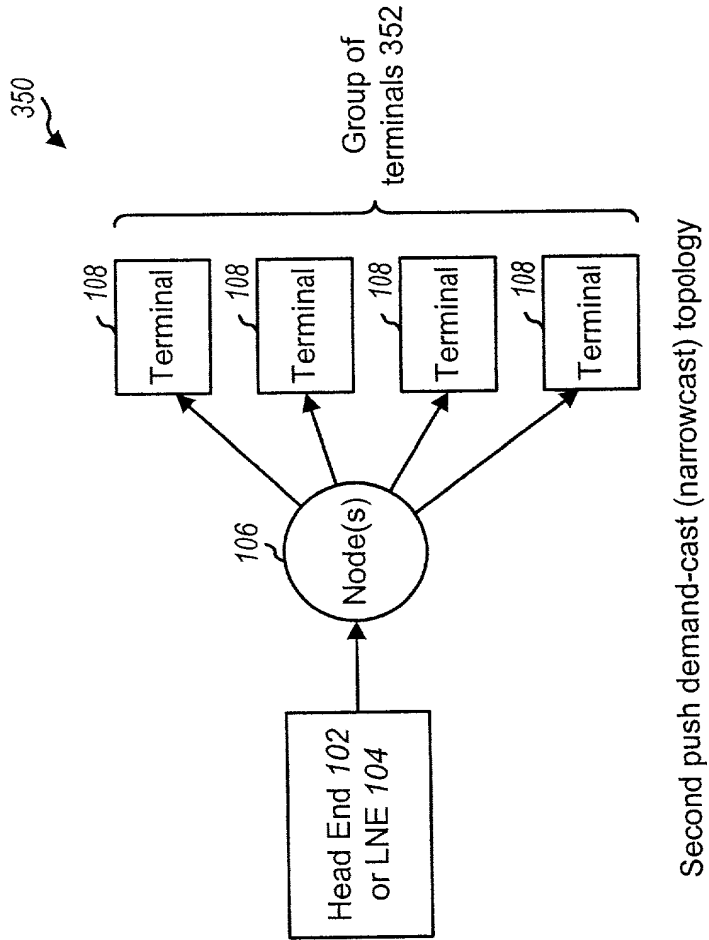 350
Head End 102
or LNE 104
106
Node(s)
108
Terminal
108
Terminal
108
Terminal
108
Terminal
Group of
terminals 352
Second push demand-cast (narrowcast) topology